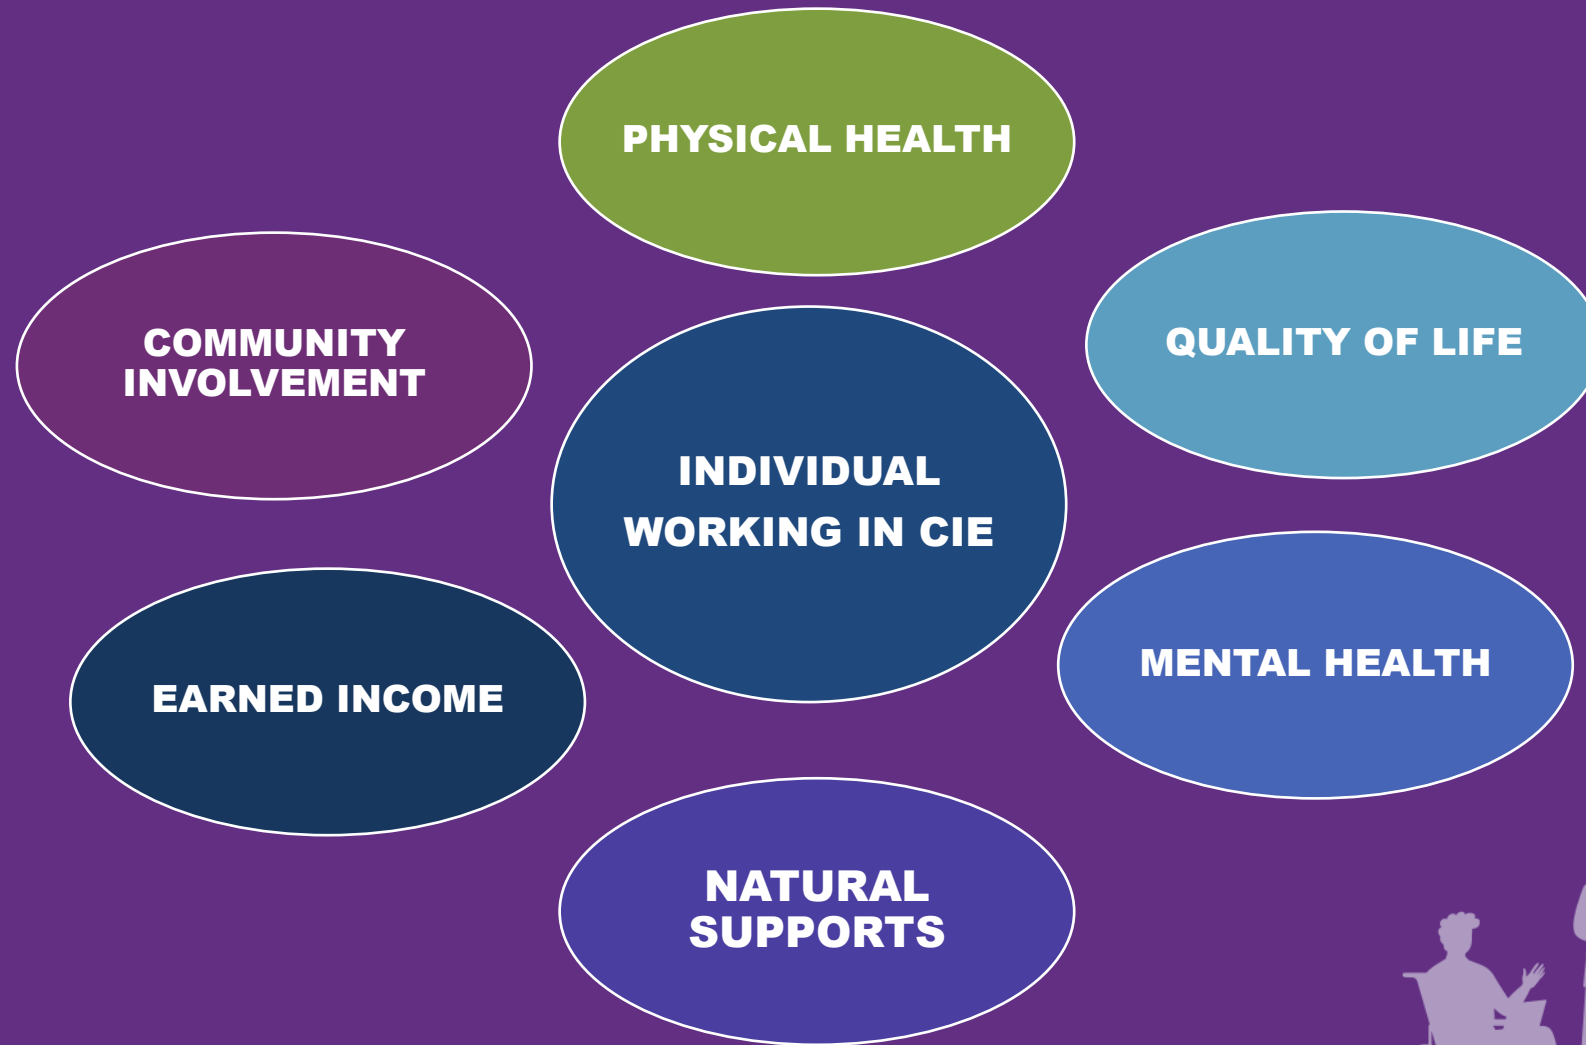 PHYSICAL HEALTH
COMMUNITY
INVOLVEMENT
QUALITY OF LIFE
INDIVIDUAL
WORKING IN CIE
EARNED INCOME
MENTAL HEALTH
NATURAL
SUPPORTS